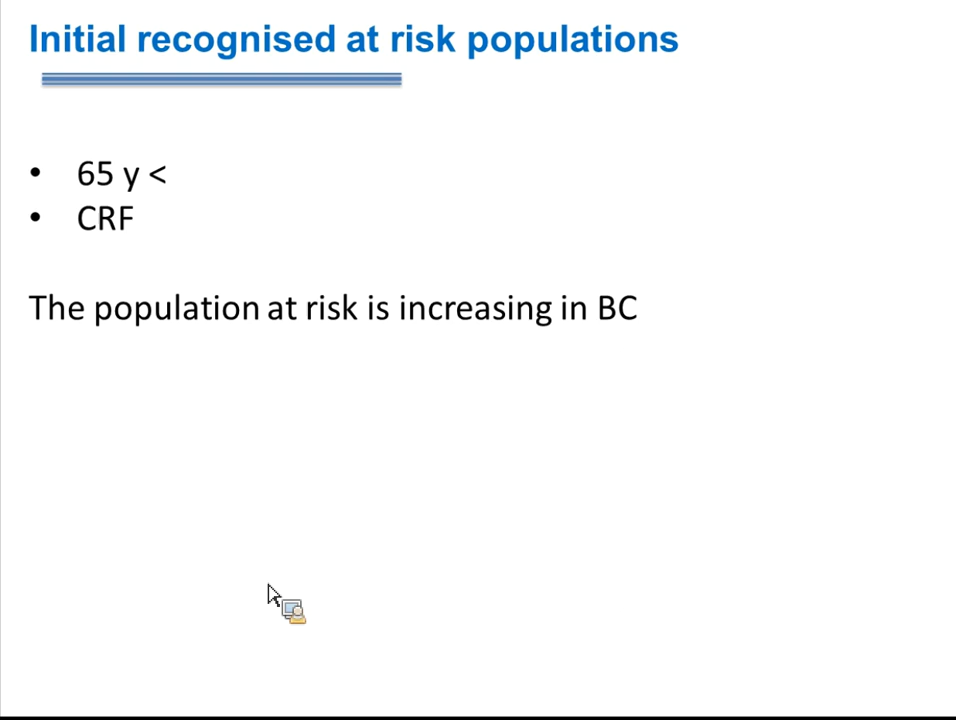 Initial recognised at risk populations
• 65 y <
• CRF
The population at risk is increasing in BC